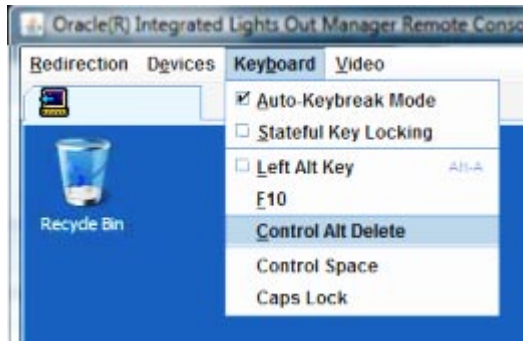 Oracle(R) Integrated Lights Out Manager Remote Conso
Redirection Devices Keyboard Video
Auto-Keybreak Mode
Stateful Key Locking
Left Alt Key Alt-A
F10
Control Alt Delete
Control Space
Caps Lock
Recycle Bin